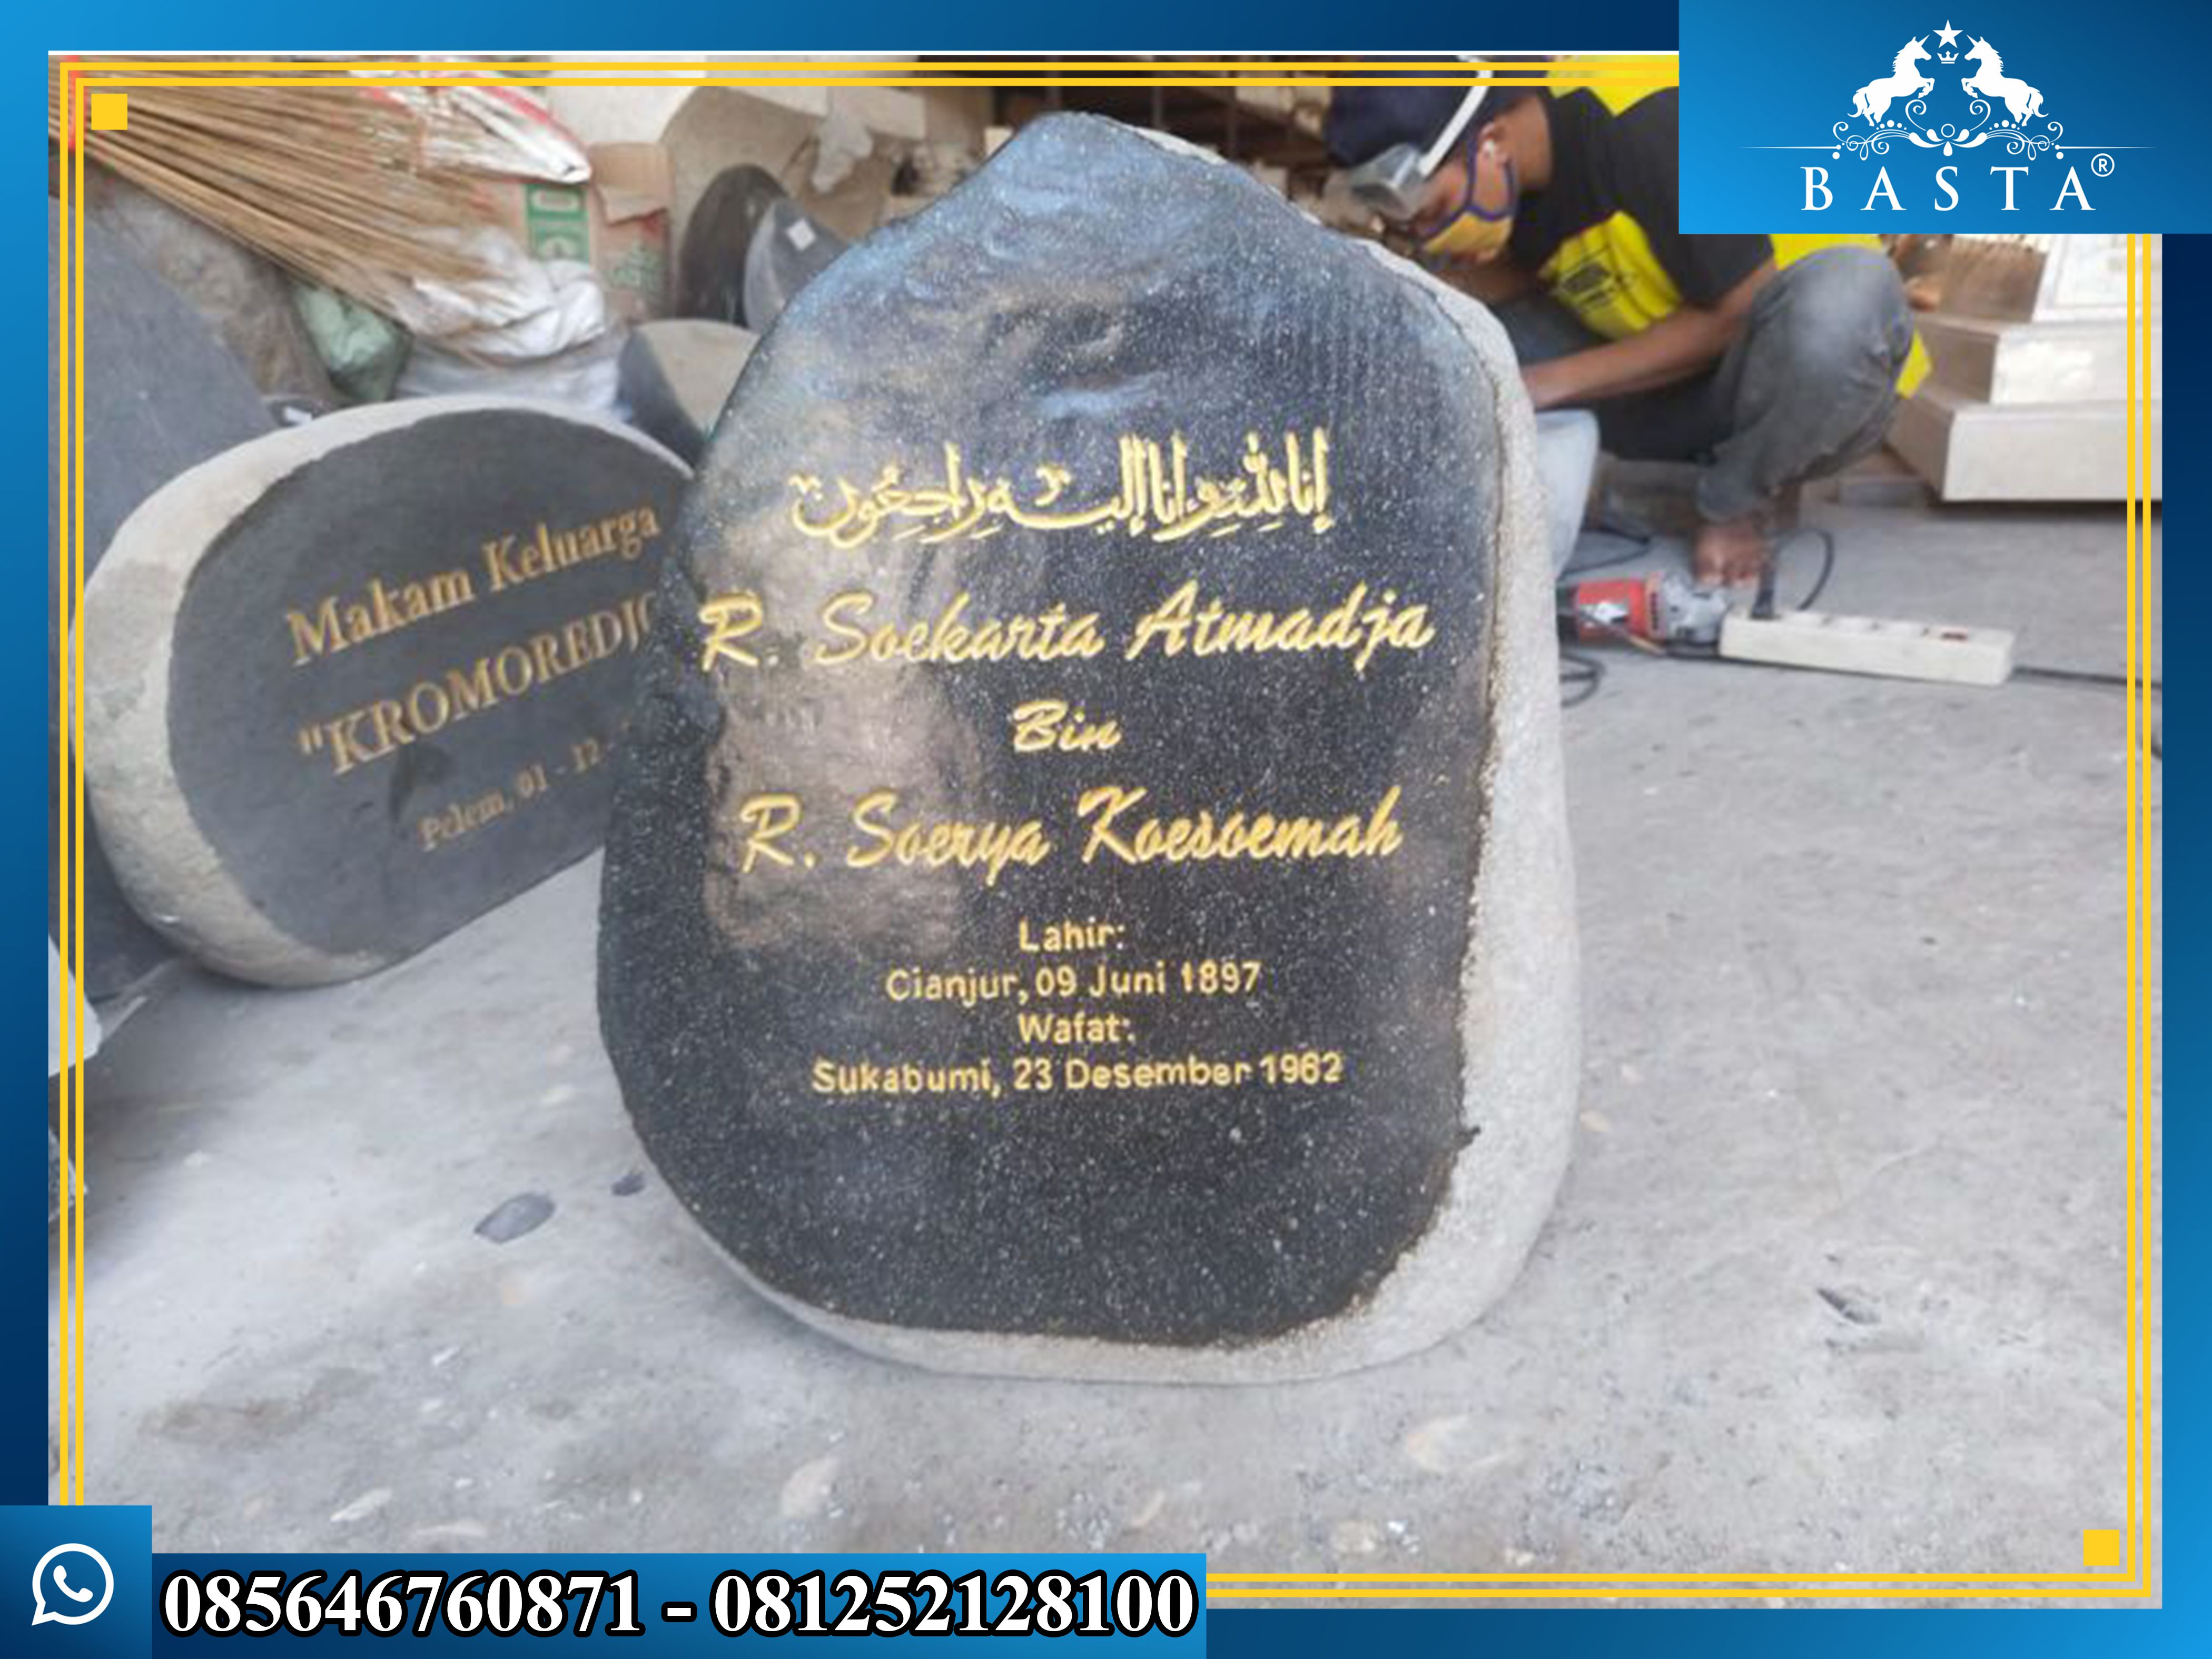 BASTA®
إنا لله وإنا إليه راجعون
R. Soekarta Atmadja
Bin
R. Soerya Koesoemah
Lahir:
Cianjur, 09 Juni 1897
Wafat:
Sukabumi, 23 Desember 1962
Makam Keluarga
"KROMOREDJO
Pelem, 01 - 12 -
085646760871 - 081252128100